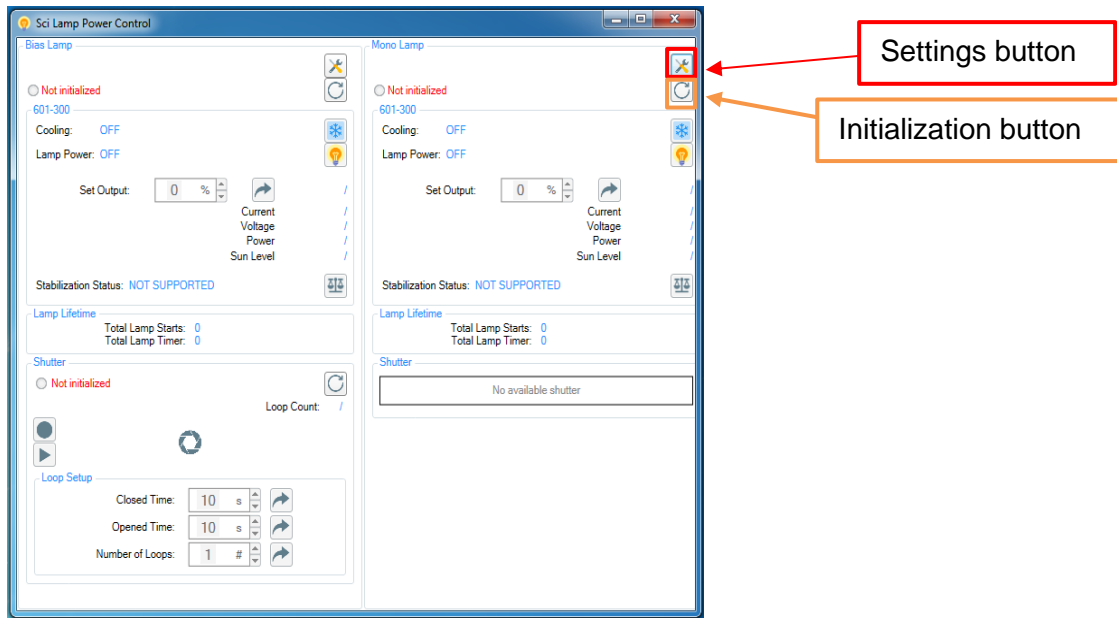 Sci Lamp Power Control
Bias Lamp
Not initialized
601-300
Cooling: OFF
Lamp Power: OFF
Set Output: 0 %
/
Current /
Voltage /
Power /
Sun Level /
Stabilization Status: NOT SUPPORTED
Lamp Lifetime
Total Lamp Starts: 0
Total Lamp Timer: 0
Shutter
Not initialized
Loop Count: /
Loop Setup
Closed Time: 10 s
Opened Time: 10 s
Number of Loops: 1 #
Mono Lamp
Not initialized
601-300
Cooling: OFF
Lamp Power: OFF
Set Output: 0 %
/
Current /
Voltage /
Power /
Sun Level /
Stabilization Status: NOT SUPPORTED
Lamp Lifetime
Total Lamp Starts: 0
Total Lamp Timer: 0
Shutter
No available shutter
Settings button
Initialization button